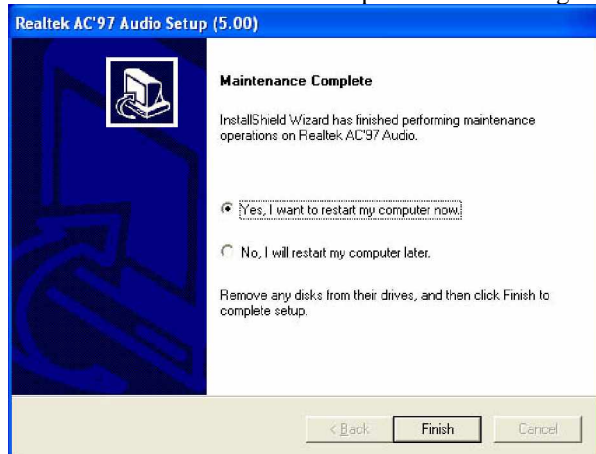 Realtek AC'97 Audio Setup (5.00)
Maintenance Complete
InstallShield Wizard has finished performing maintenance
operations on Realtek AC'97 Audio.
Yes, I want to restart my computer now.
No, I will restart my computer later.
Remove any disks from their drives, and then click Finish to
complete setup.
< Back Finish Cancel